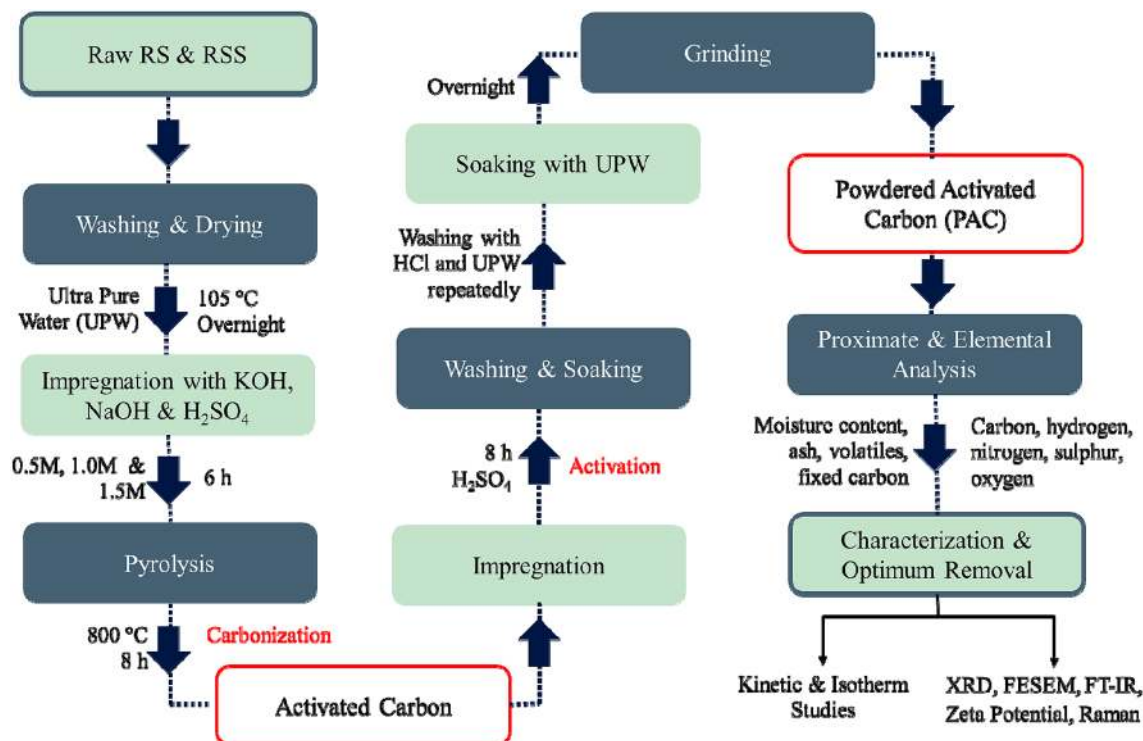 Raw RS & RSS
Washing & Drying
Ultra Pure
Water (UPW)
105 °C
Overnight
Impregnation with KOH,
NaOH & H₂SO₄
0.5M, 1.0M &
1.5M
6 h
Pyrolysis
800 °C
8 h
Carbonization
Activated Carbon
Impregnation
8 h
H₂SO₄
Activation
Washing & Soaking
Washing with
HCl and UPW
repeatedly
Soaking with UPW
Overnight
Grinding
Powdered Activated
Carbon (PAC)
Proximate & Elemental
Analysis
Moisture content,
ash, volatiles,
fixed carbon
Carbon, hydrogen,
nitrogen, sulphur,
oxygen
Characterization &
Optimum Removal
Kinetic & Isotherm
Studies
XRD, FESEM, FT-IR,
Zeta Potential, Raman